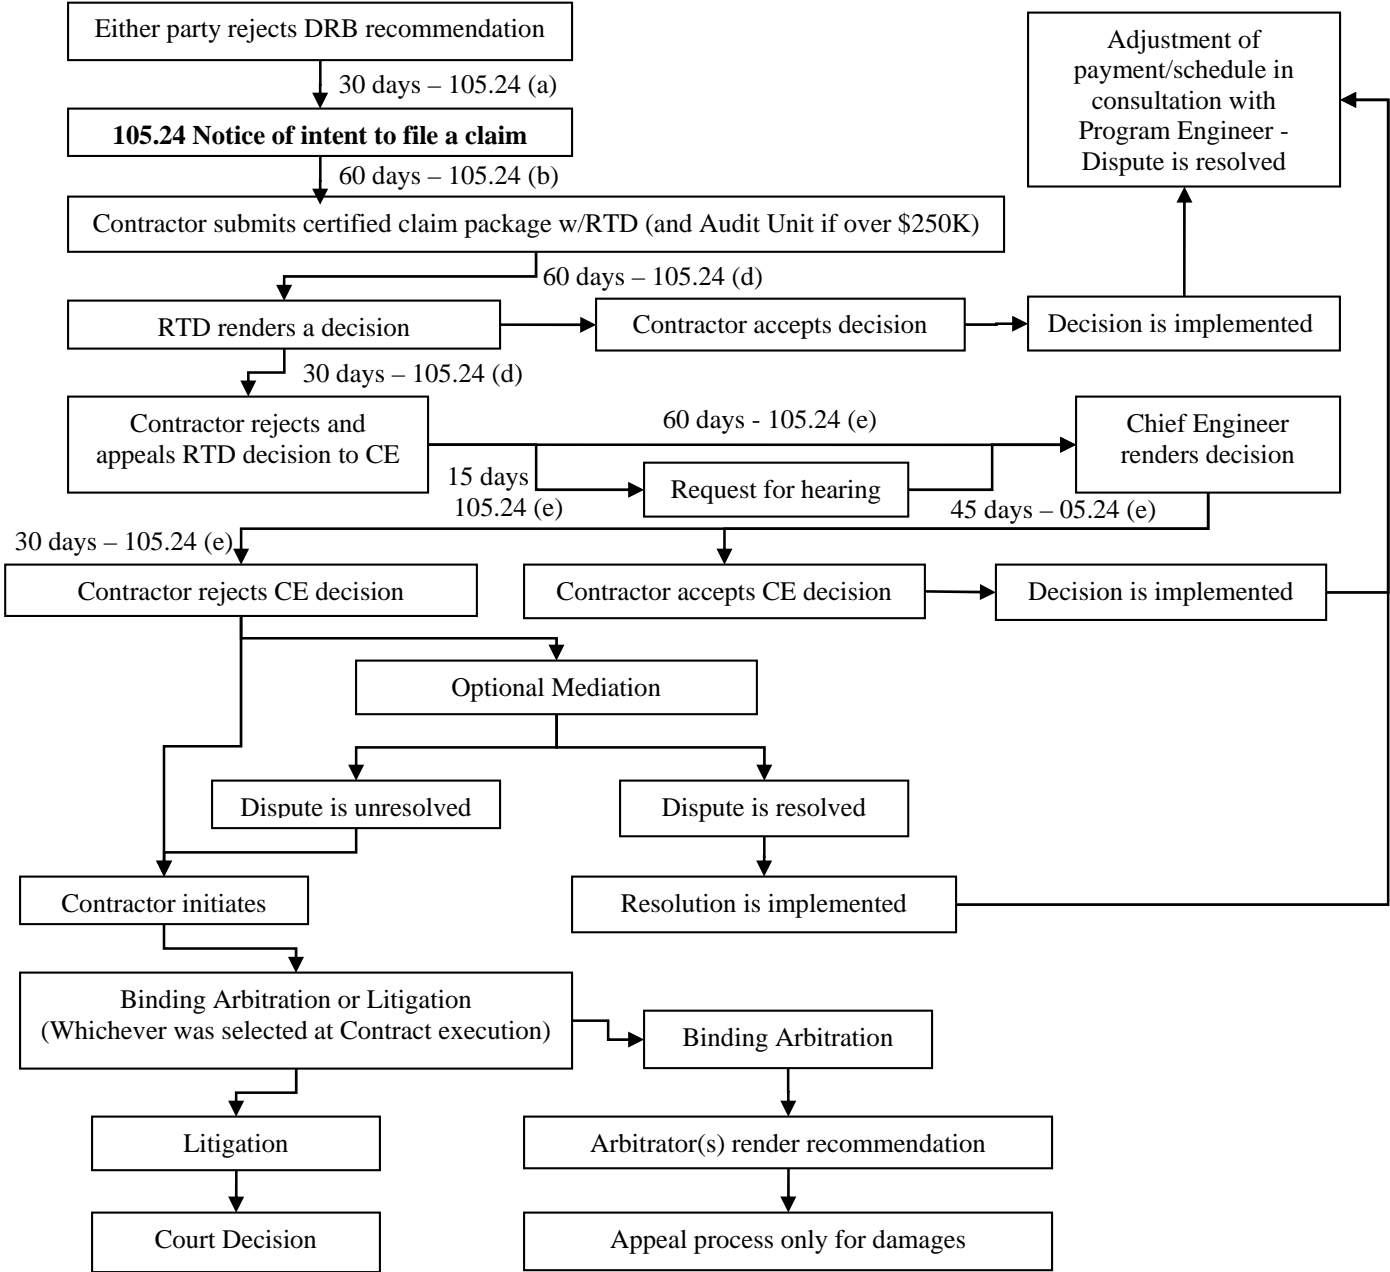 Either party rejects DRB recommendation
30 days – 105.24 (a)
105.24 Notice of intent to file a claim
60 days – 105.24 (b)
Contractor submits certified claim package w/RTD (and Audit Unit if over $250K)
60 days – 105.24 (d)
Adjustment of
payment/schedule in
consultation with
Program Engineer -
Dispute is resolved
RTD renders a decision
Contractor accepts decision
Decision is implemented
30 days – 105.24 (d)
Contractor rejects and
appeals RTD decision to CE
60 days - 105.24 (e)
15 days
105.24 (e)
Request for hearing
Chief Engineer
renders decision
45 days – 05.24 (e)
30 days – 105.24 (e)
Contractor rejects CE decision
Contractor accepts CE decision
Decision is implemented
Optional Mediation
Dispute is unresolved
Dispute is resolved
Contractor initiates
Resolution is implemented
Binding Arbitration or Litigation
(Whichever was selected at Contract execution)
Binding Arbitration
Litigation
Arbitrator(s) render recommendation
Court Decision
Appeal process only for damages